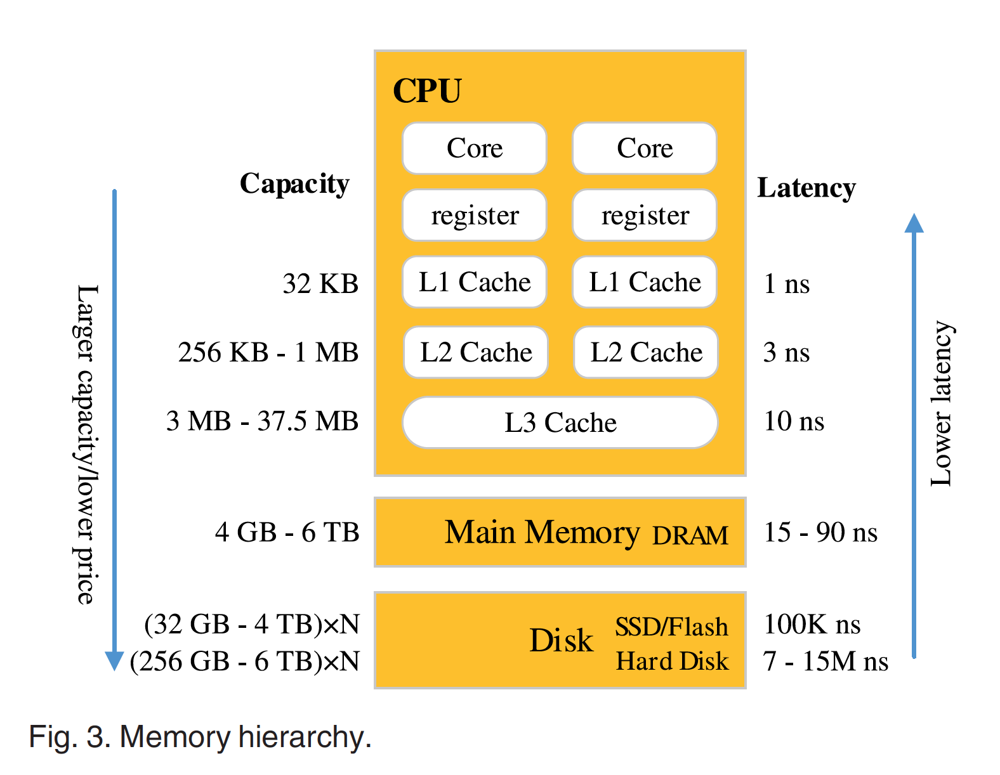 CPU
Core Core
Capacity
Latency
register register
32 KB L1 Cache L1 Cache 1 ns
256 KB - 1 MB L2 Cache L2 Cache 3 ns
3 MB - 37.5 MB L3 Cache 10 ns
4 GB - 6 TB Main Memory DRAM 15 - 90 ns
(32 GB - 4 TB)×N SSD/Flash 100K ns
Disk
(256 GB - 6 TB)×N Hard Disk 7 - 15M ns
Larger capacity/lower price
Lower latency
Fig. 3. Memory hierarchy.